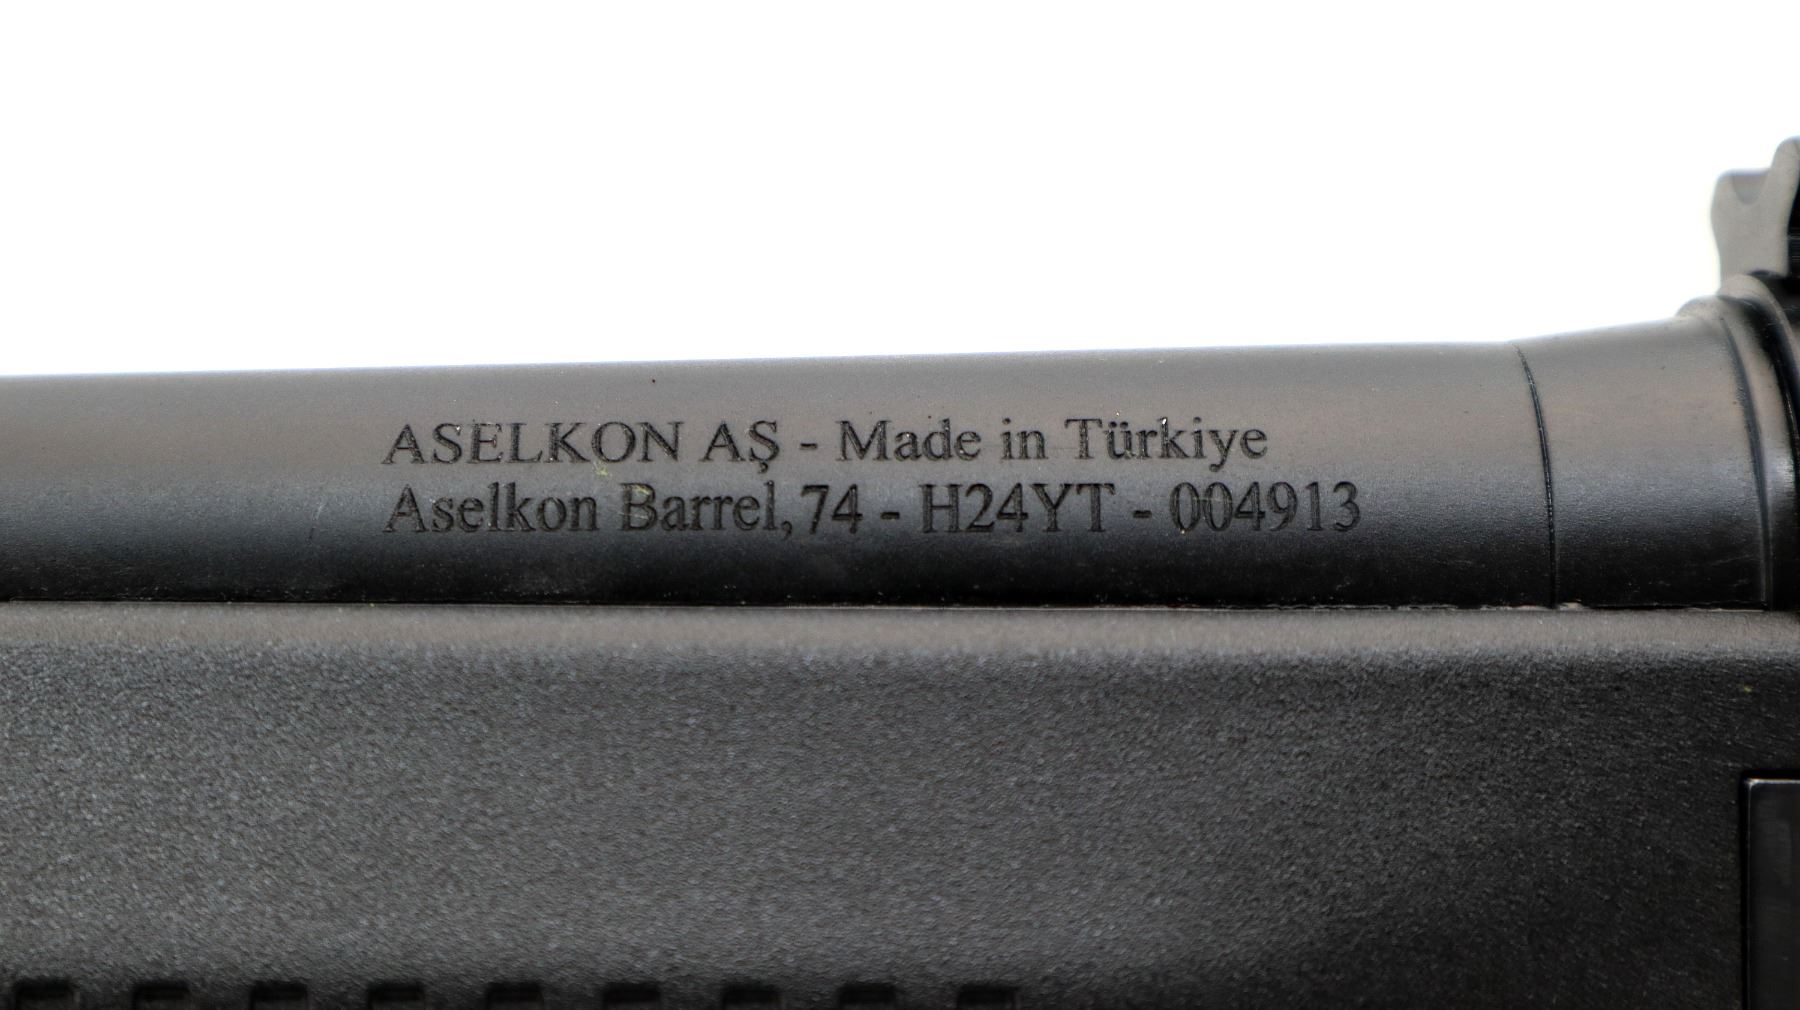 ASELKON AŞ - Made in Türkiye
Aselkon Barrel, 74 - H24YT - 004913